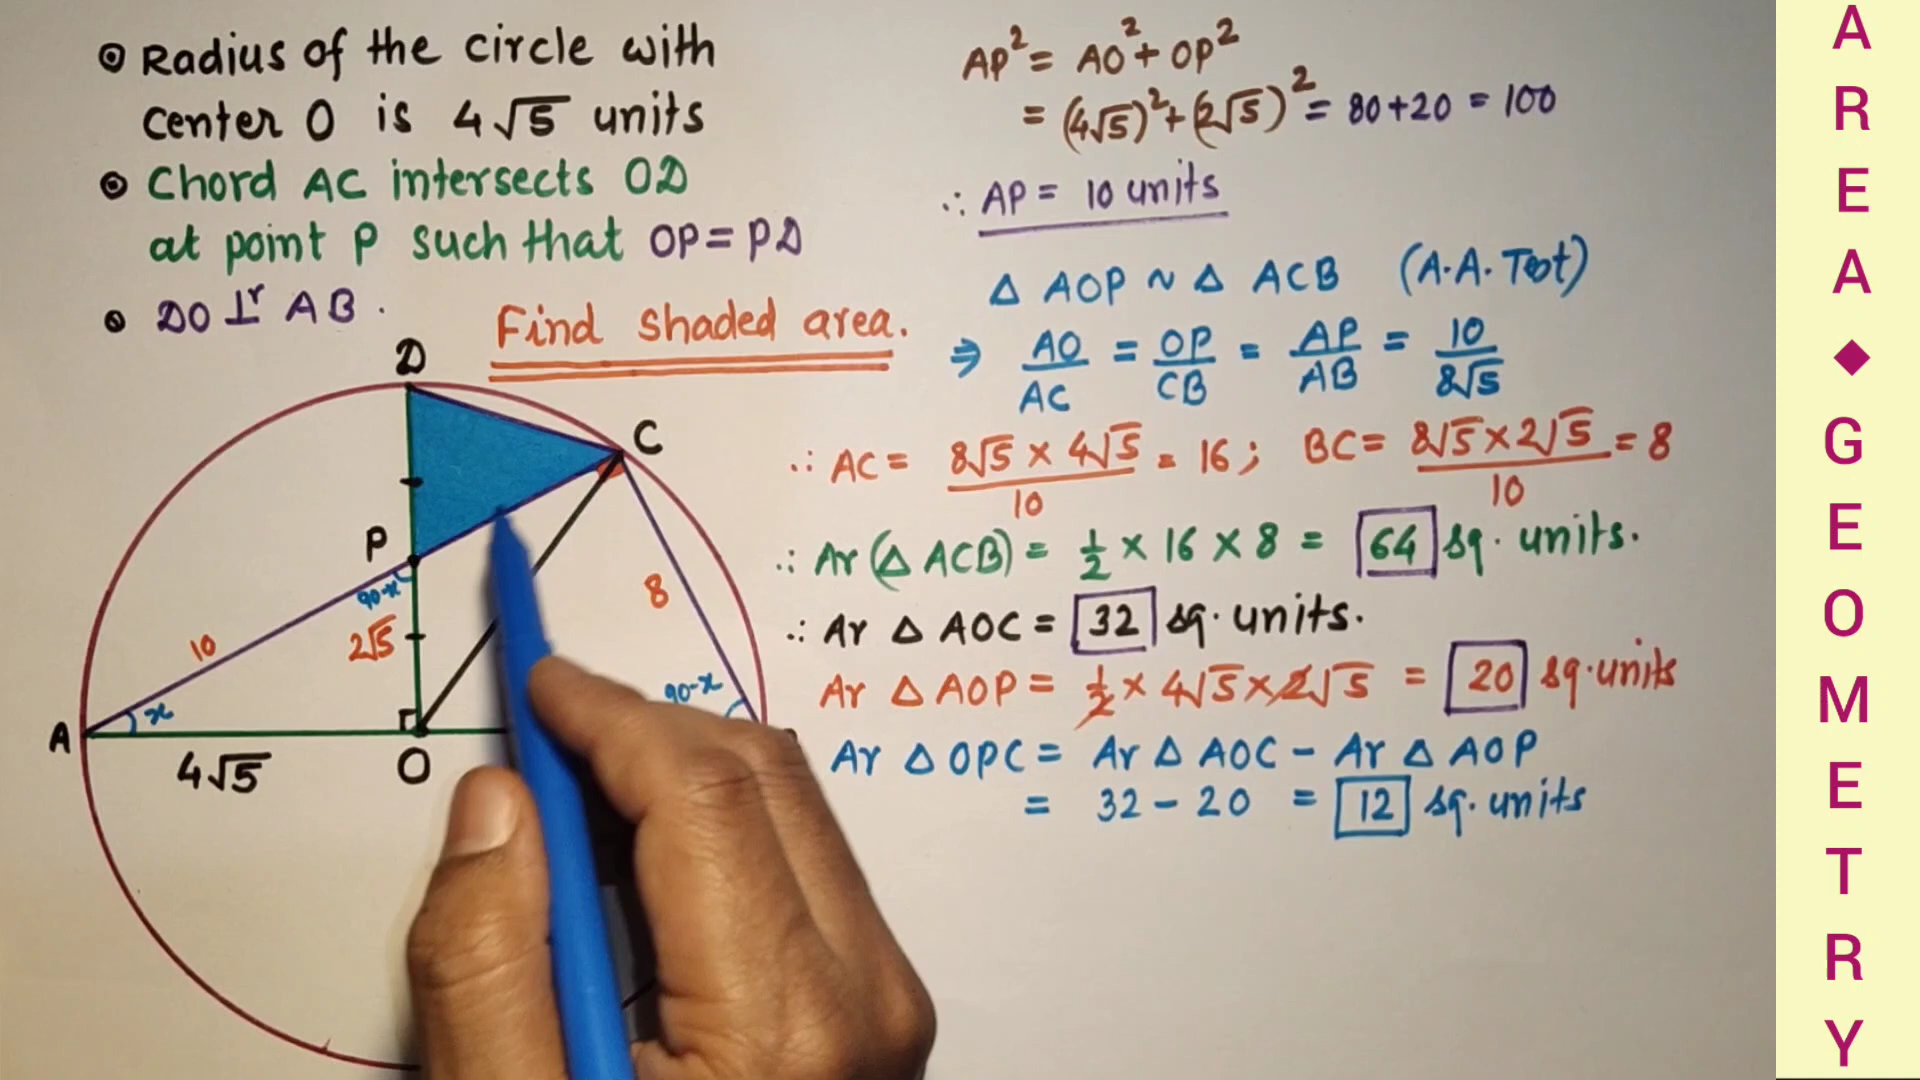 Radius of the circle with
center O is 4√5 units
Chord AC intersects OD
at point P such that OP = PD
DO ⊥r AB.
Find shaded area.
D
C
P
90-x
10
2√5
8
90-x
x
A
4√5
O
AP² = AO² + OP²
= (4√5)² + (2√5)² = 80+20 = 100
∴ AP = 10 units
△ AOP ~ △ ACB (A.A. Test)
⇒ AO/AC = OP/CB = AP/AB = 10/8√5
∴ AC = 8√5 × 4√5/10 = 16; BC = 8√5 × 2√5/10 = 8
∴ Ar (△ ACB) = 1/2 × 16 × 8 = 64 sq. units.
∴ Ar △ AOC = 32 sq. units.
Ar △ AOP = 1/2 × 4√5 × 2√5 = 20 sq. units
Ar △ OPC = Ar △ AOC - Ar △ AOP
= 32 - 20 = 12 sq. units
AREA ◆ GEOMETRY